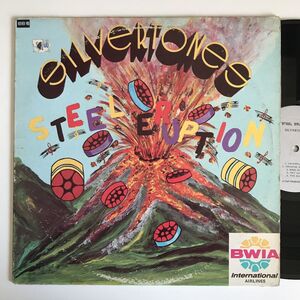 SILVERTONES
STEEL
ERUPTION
BWIA
International
AIRLINES